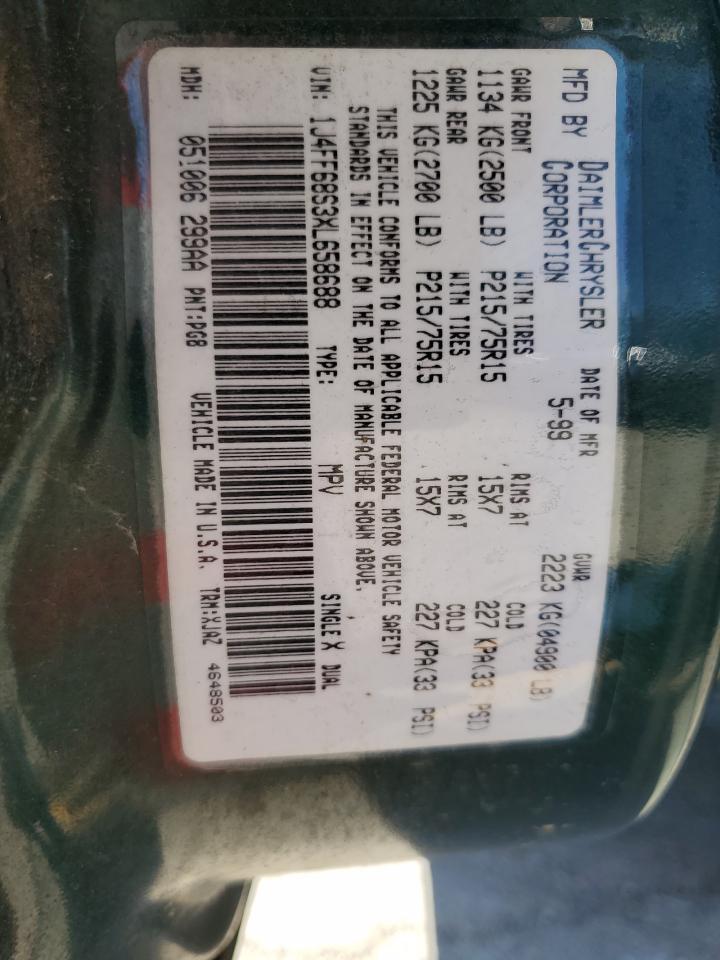 MFD BY DAIMLERCHRYSLER CORPORATION DATE OF MFR 5-99 GVWR 2223 KG(04900 LB)
GAWR FRONT WITH TIRES RIMS AT COLD
1134 KG(2500 LB) P215/75R15 15X7 227 KPA(33 PSI)
GAWR REAR WITH TIRES RIMS AT COLD
1225 KG(2700 LB) P215/75R15 15X7 227 KPA(33 PSI)
THIS VEHICLE CONFORMS TO ALL APPLICABLE FEDERAL MOTOR VEHICLE SAFETY
STANDARDS IN EFFECT ON THE DATE OF MANUFACTURE SHOWN ABOVE.
VIN: 1J4FF68S3XL658688 TYPE: MPV SINGLE X DUAL
MDH: 051006 299AA PNT:PG8 VEHICLE MADE IN U.S.A. TRM:XJAZ 4648503